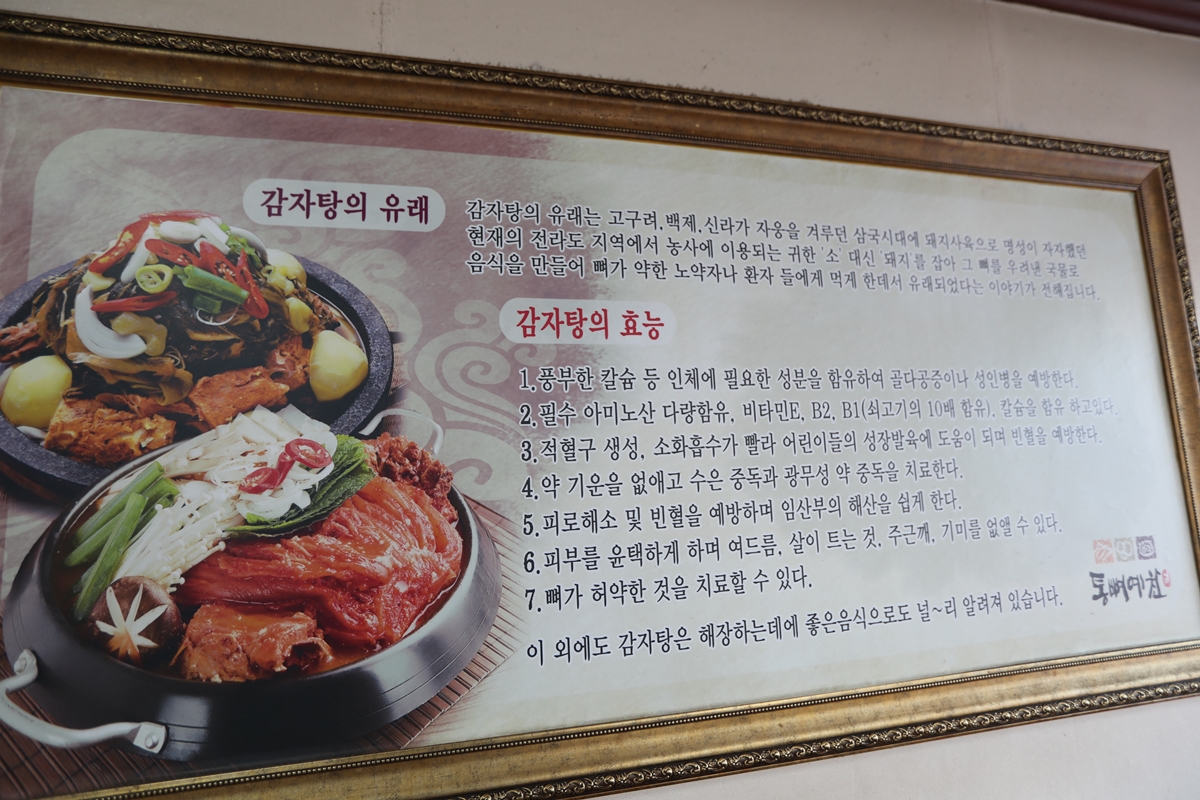 감자탕의 유래
감자탕의 유래는 고구려, 백제, 신라가 자웅을 겨루던 삼국시대에 돼지사육으로 명성이 자자했던
현재의 전라도 지역에서 농사에 이용되는 귀한 '소' 대신 '돼지'를 잡아 그 뼈를 우려낸 국물로
음식을 만들어 뼈가 약한 노약자나 환자 들에게 먹게 한데서 유래되었다는 이야기가 전해집니다.
감자탕의 효능
1.풍부한 칼슘 등 인체에 필요한 성분을 함유하여 골다공증이나 성인병을 예방한다.
2.필수 아미노산 다량함유, 비타민E, B2, B1(쇠고기의 10배 함유), 칼슘을 함유 하고있다.
3.적혈구 생성, 소화흡수가 빨라 어린이들의 성장발육에 도움이 되며 빈혈을 예방한다.
4.약 기운을 없애고 수은 중독과 광무성 약 중독을 치료한다.
5.피로해소 및 빈혈을 예방하며 임산부의 해산을 쉽게 한다.
6.피부를 윤택하게 하며 여드름, 살이 트는 것, 주근깨, 기미를 없앨 수 있다.
7.뼈가 허약한 것을 치료할 수 있다.
이 외에도 감자탕은 해장하는데에 좋은음식으로도 널~리 알려져 있습니다.
통뼈예찬